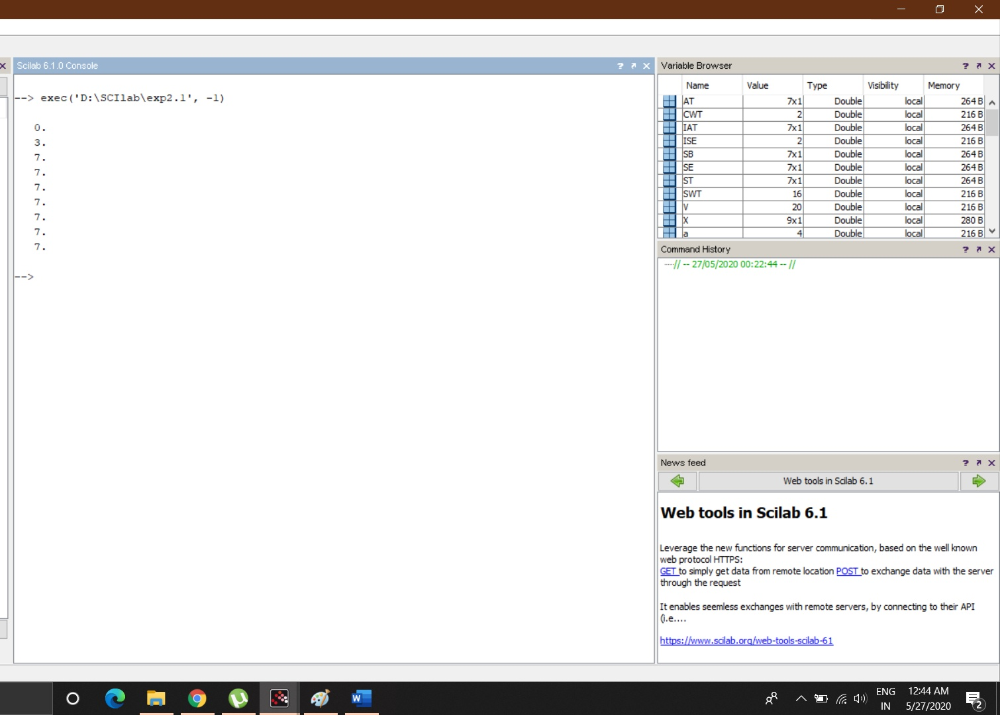 Scilab 6.1.0 Console
--> exec('D:\SCIlab\exp2.1', -1)
0.
3.
7.
7.
7.
7.
7.
7.
7.
-->
Variable Browser
Name Value Type Visibility Memory
AT 7x1 Double local 264 B
CWT 2 Double local 216 B
IAT 7x1 Double local 264 B
ISE 2 Double local 216 B
SB 7x1 Double local 264 B
SE 7x1 Double local 264 B
ST 7x1 Double local 264 B
SWT 16 Double local 216 B
V 20 Double local 216 B
X 9x1 Double local 280 B
a 4 Double local 216 B
Command History
// -- 27/05/2020 00:22:44 -- //
News feed
Web tools in Scilab 6.1
Web tools in Scilab 6.1
Leverage the new functions for server communication, based on the well known
web protocol HTTPS:
GET to simply get data from remote location POST to exchange data with the server
through the request
It enables seemless exchanges with remote servers, by connecting to their API
(i.e....
https://www.scilab.org/web-tools-scilab-61
ENG
IN
12:44 AM
5/27/2020
2